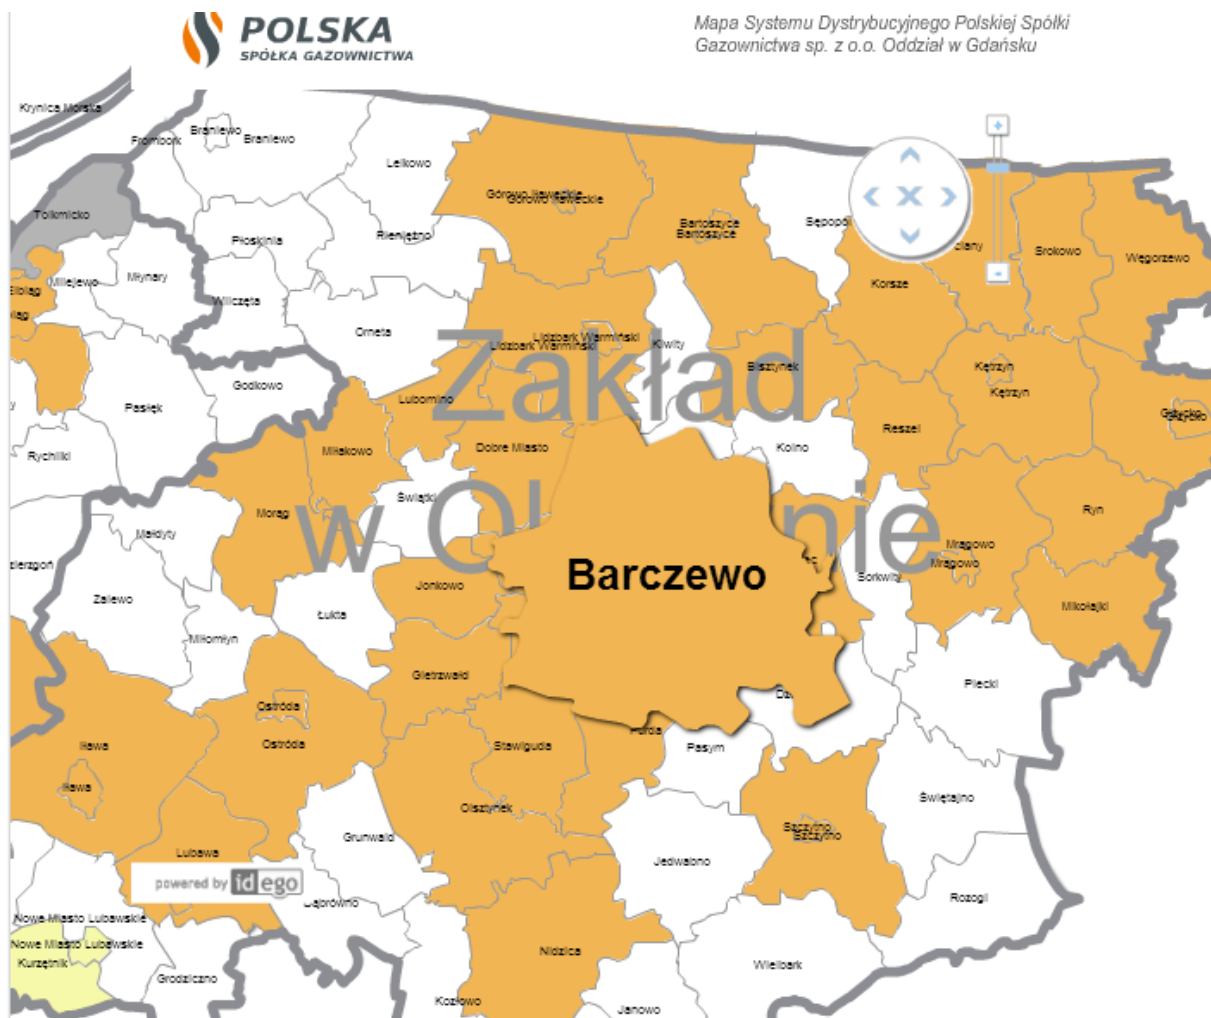 POLSKA
SPÓŁKA GAZOWNICTWA
Mapa Systemu Dystrybucyjnego Polskiej Spółki
Gazownictwa sp. z o.o. Oddział w Gdańsku
Krynica Morska
Frombork
Braniewo
Braniewo
Lelkowo
Górowo Iławeckie
Górowo Iławeckie
Bartoszyce
Bartoszyce
Sępopol
Tolkmicko
Płoskinia
Pieniężno
Srokowo
Węgorzewo
Milejewo
Młynary
Wilczęta
Korsze
Elbląg
Orneta
Lidzbark Warmiński
Lidzbark Warmiński
Kiwity
Zakład
Bisztynek
Kętrzyn
Kętrzyn
Godkowo
Pasłęk
Lubomino
Giżycko
Reszel
Rychliki
Miłakowo
Dobre Miasto
Kolno
Świątki
Morąg
Ryn
w
nie
Małdyty
Mrągowo
Mrągowo
Barczewo
Sorkwity
Jonkowo
Zalewo
Łukta
Mikołajki
Miłomłyn
Gietrzwałd
Piecki
Ostróda
Ostróda
Iława
Iława
Stawiguda
Purda
Pasym
Olsztynek
Świętajno
Szczytno
Szczytno
Grunwald
Lubawa
Jedwabno
powered by idego
Rozogi
Dąbrówno
Nowe Miasto Lubawskie
Nowe Miasto Lubawskie
Kurzętnik
Nidzica
Wielbark
Grodziczno
Kozłowo
Janowo